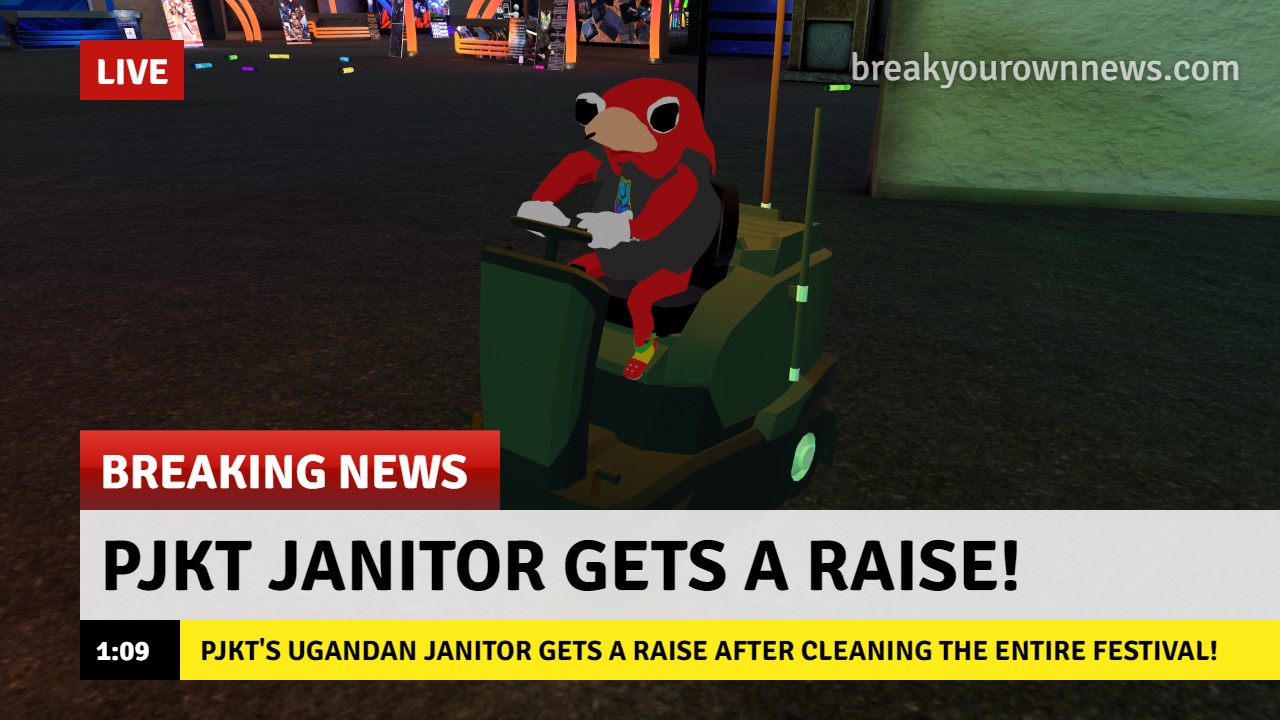 LIVE
breakyourownnews.com
BREAKING NEWS
PJKT JANITOR GETS A RAISE!
1:09
PJKT'S UGANDAN JANITOR GETS A RAISE AFTER CLEANING THE ENTIRE FESTIVAL!